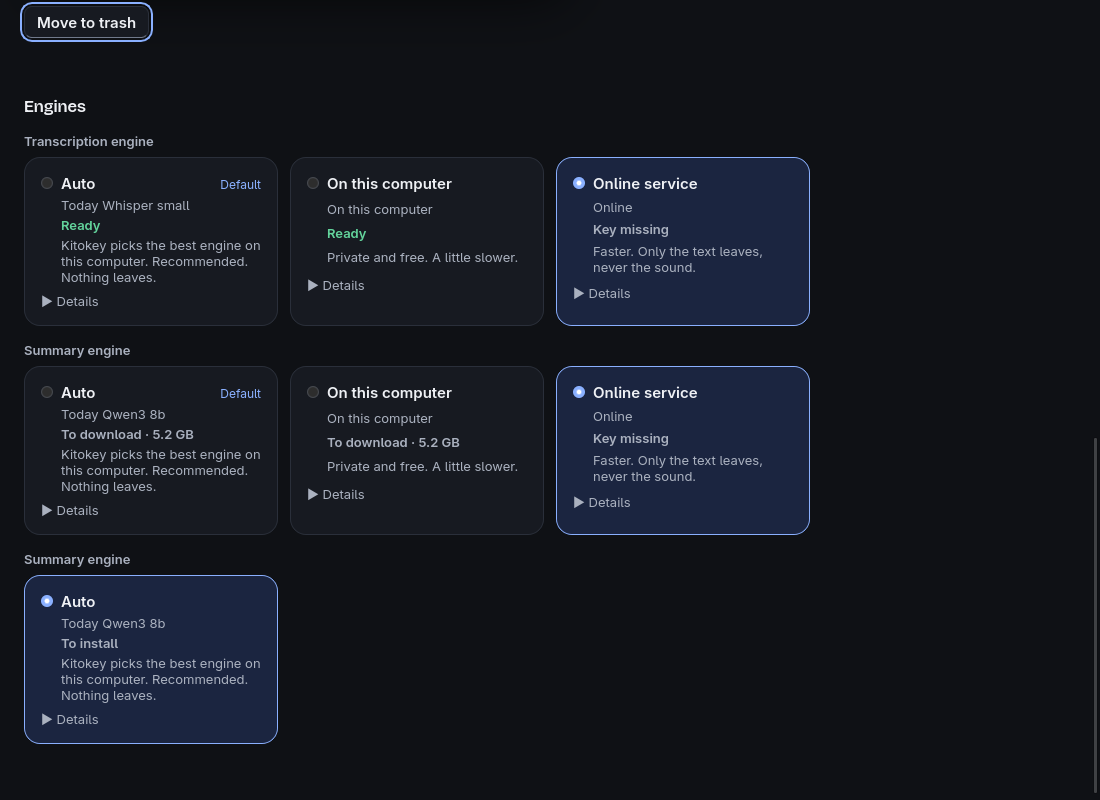 Move to trash
Engines
Transcription engine
Auto
Default
Today Whisper small
Ready
Kitokey picks the best engine on
this computer. Recommended.
Nothing leaves.
▶ Details
On this computer
On this computer
Ready
Private and free. A little slower.
▶ Details
Online service
Online
Key missing
Faster. Only the text leaves,
never the sound.
▶ Details
Summary engine
Auto
Default
Today Qwen3 8b
To download · 5.2 GB
Kitokey picks the best engine on
this computer. Recommended.
Nothing leaves.
▶ Details
On this computer
On this computer
To download · 5.2 GB
Private and free. A little slower.
▶ Details
Online service
Online
Key missing
Faster. Only the text leaves,
never the sound.
▶ Details
Summary engine
Auto
Today Qwen3 8b
To install
Kitokey picks the best engine on
this computer. Recommended.
Nothing leaves.
▶ Details